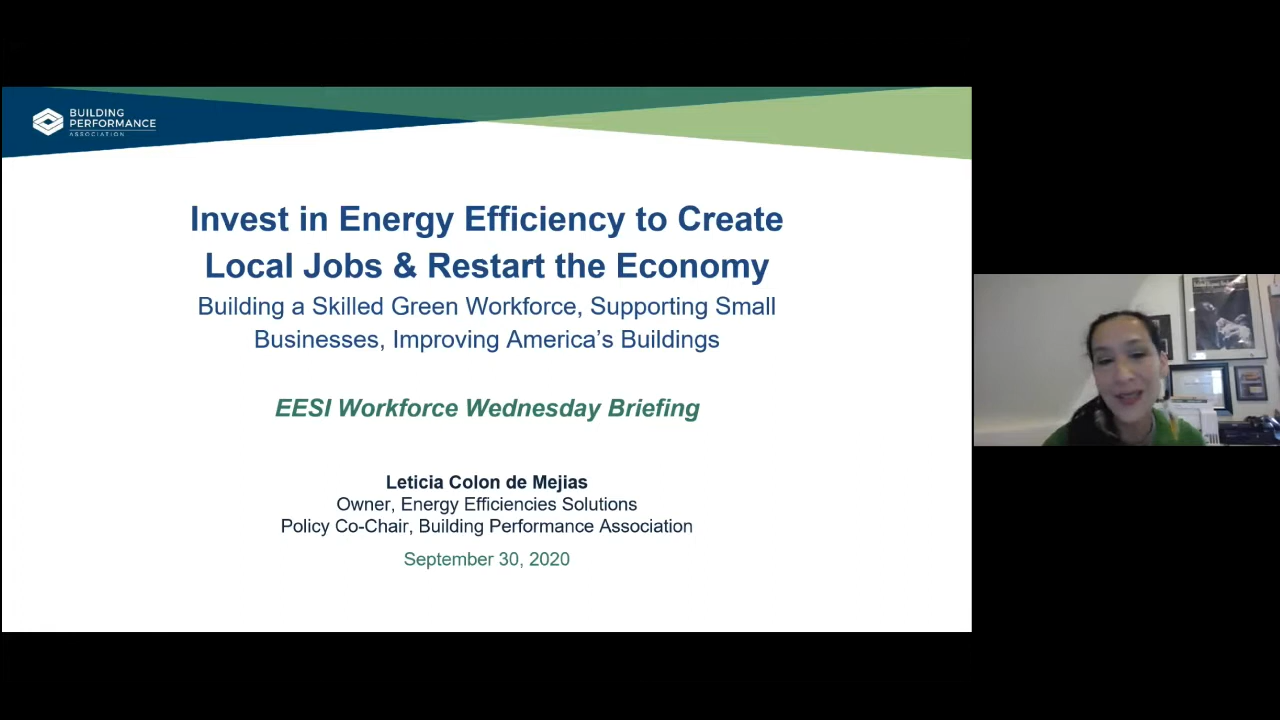 BUILDING
PERFORMANCE
ASSOCIATION
Invest in Energy Efficiency to Create
Local Jobs & Restart the Economy
Building a Skilled Green Workforce, Supporting Small
Businesses, Improving America's Buildings
EESI Workforce Wednesday Briefing
Leticia Colon de Mejias
Owner, Energy Efficiencies Solutions
Policy Co-Chair, Building Performance Association
September 30, 2020